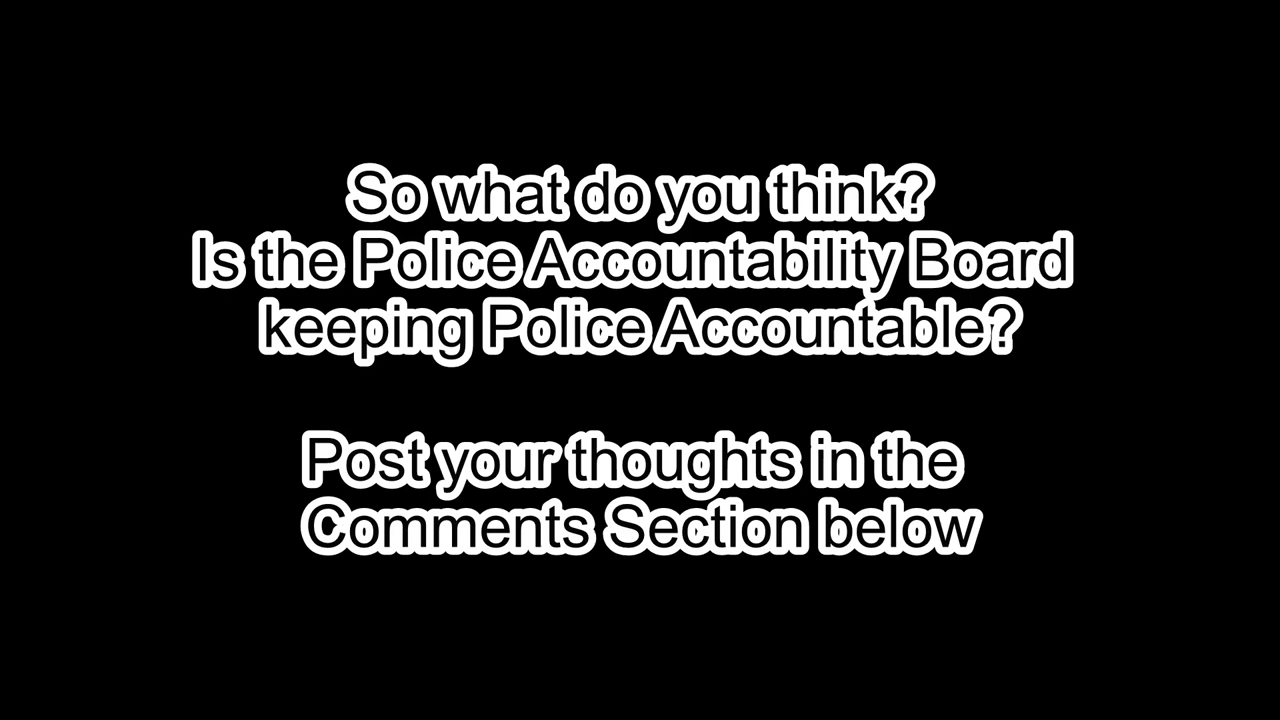 So what do you think?
Is the Police Accountability Board
keeping Police Accountable?
Post your thoughts in the
Comments Section below